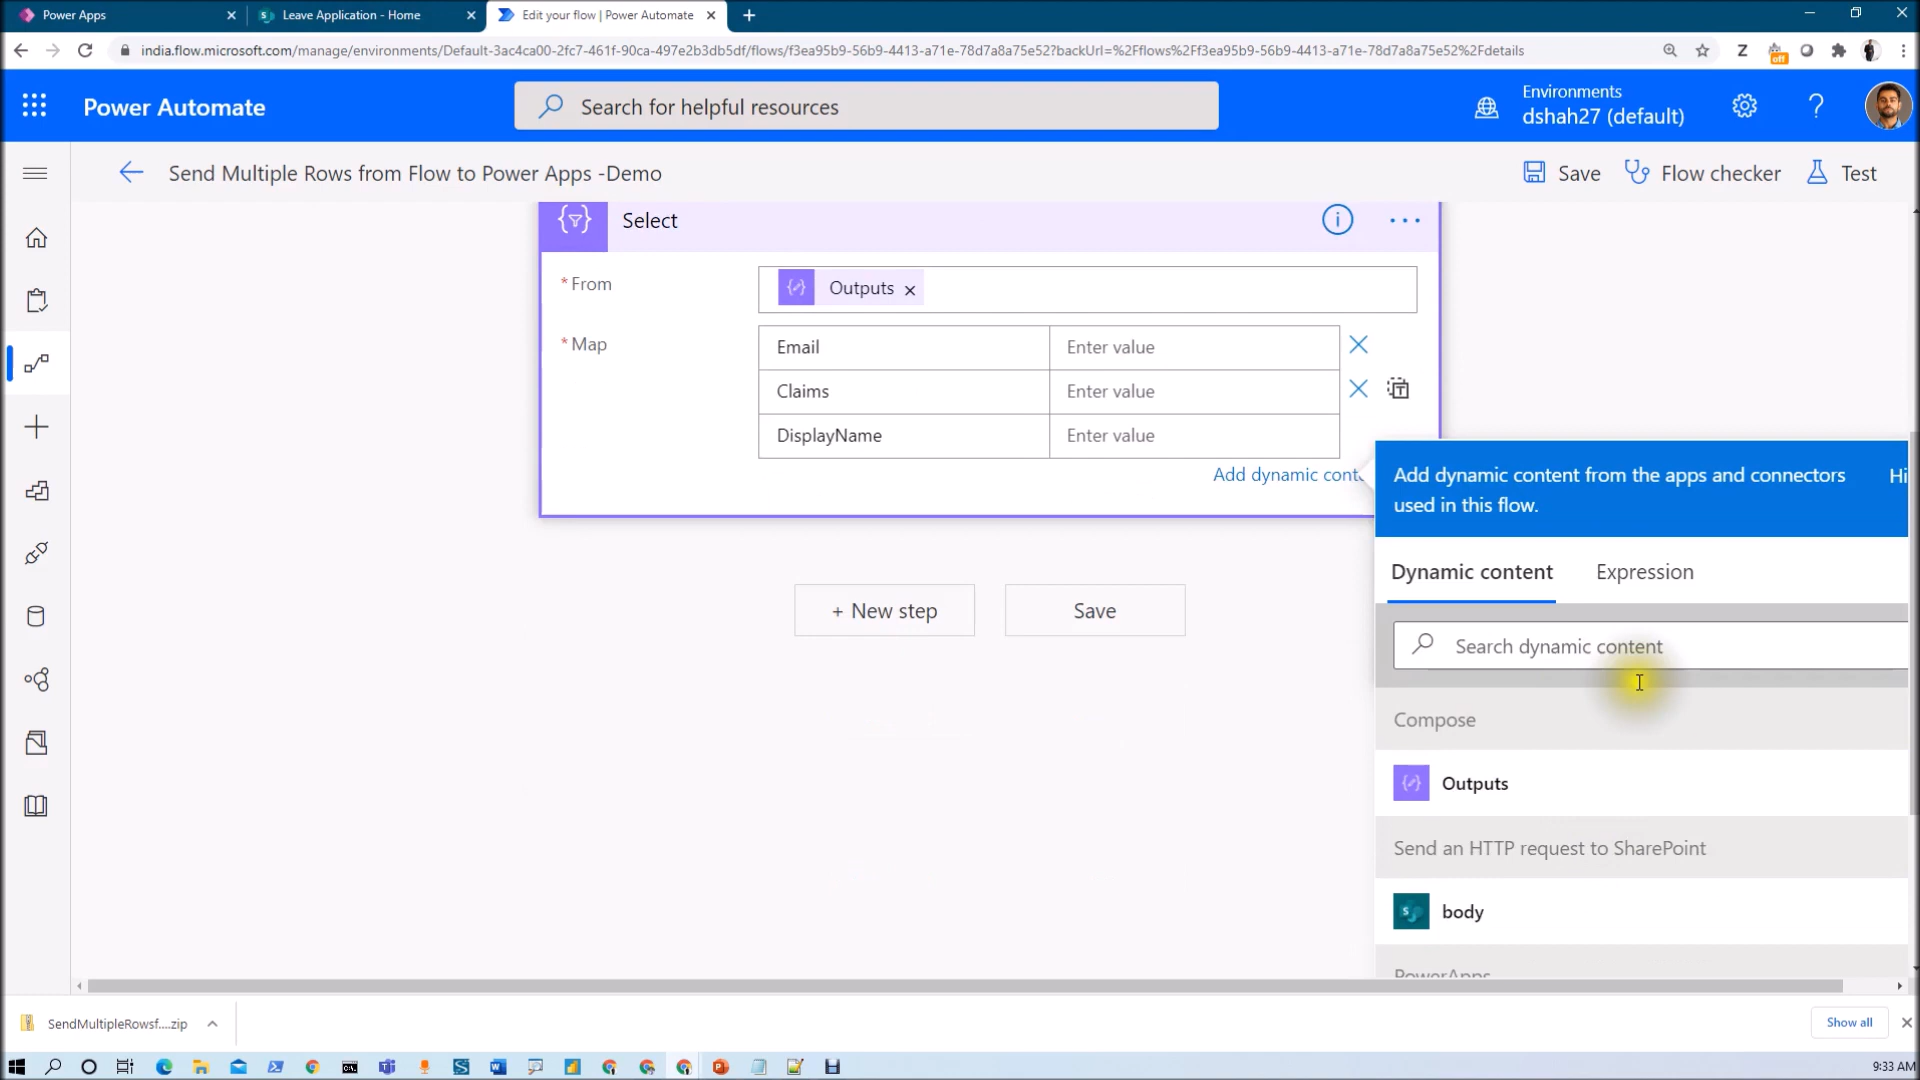 Power Apps
Leave Application - Home
Edit your flow | Power Automate
india.flow.microsoft.com/manage/environments/Default-3ac4ca00-2fc7-461f-90ca-497e2b3db5df/flows/f3ea95b9-56b9-4413-a71e-78d7a8a75e52?backUrl=%2Fflows%2Ff3ea95b9-56b9-4413-a71e-78d7a8a75e52%2Fdetails
Z
off
Power Automate
Search for helpful resources
Environments
dshah27 (default)
Send Multiple Rows from Flow to Power Apps -Demo
Save
Flow checker
Test
Select
* From
Outputs
* Map
Email
Enter value
Claims
Enter value
DisplayName
Enter value
Add dynamic conte
Add dynamic content from the apps and connectors
used in this flow.
Hi
Dynamic content
Expression
Search dynamic content
+ New step
Save
Compose
Outputs
Send an HTTP request to SharePoint
body
PowerApps
SendMultipleRowsf....zip
Show all
9:33 AM